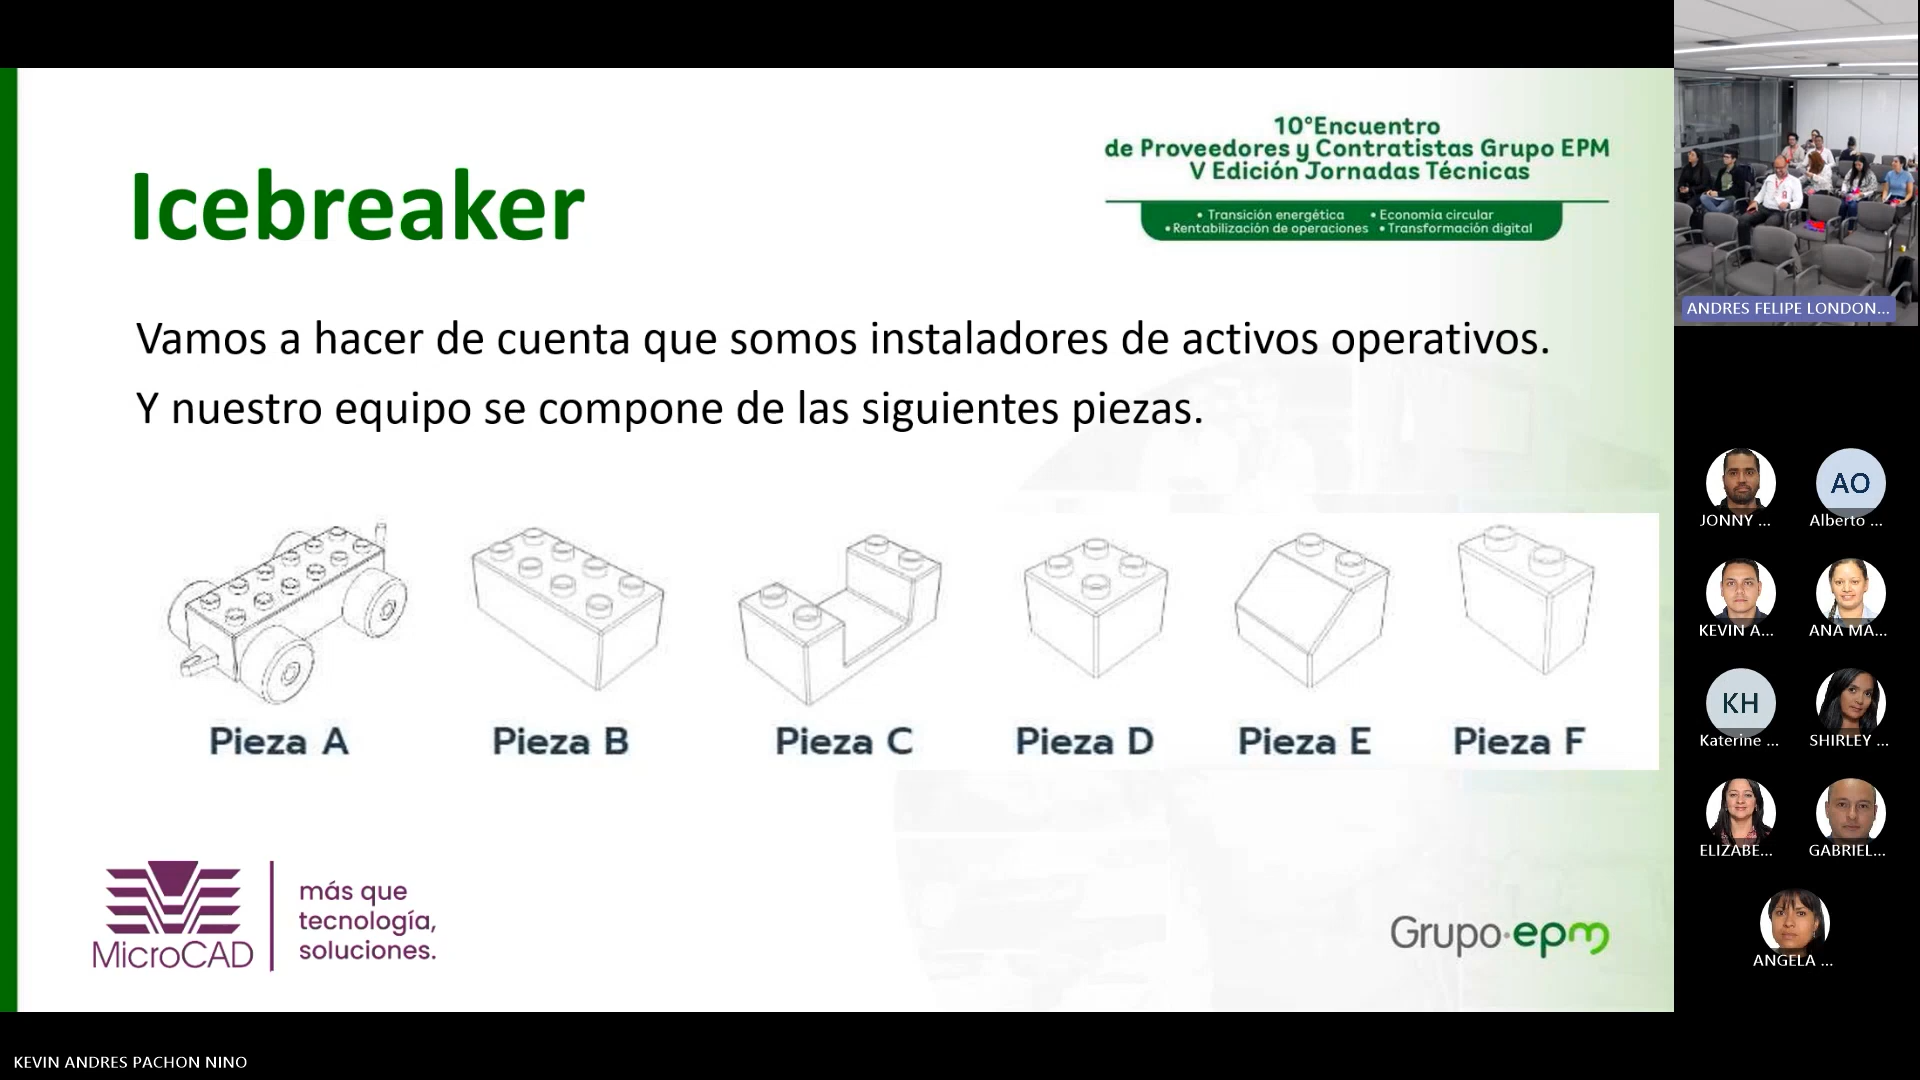 Icebreaker
10°Encuentro
de Proveedores y Contratistas Grupo EPM
V Edición Jornadas Técnicas
• Transición energética • Economía circular
• Rentabilización de operaciones • Transformación digital
Vamos a hacer de cuenta que somos instaladores de activos operativos.
Y nuestro equipo se compone de las siguientes piezas.
Pieza A Pieza B Pieza C Pieza D Pieza E Pieza F
MicroCAD
más que
tecnología,
soluciones.
Grupo·epm
ANDRES FELIPE LONDON...
JONNY ...
AO
Alberto ...
KEVIN A...
ANA MA...
KH
Katerine ...
SHIRLEY ...
ELIZABE...
GABRIEL...
ANGELA ...
KEVIN ANDRES PACHON NINO